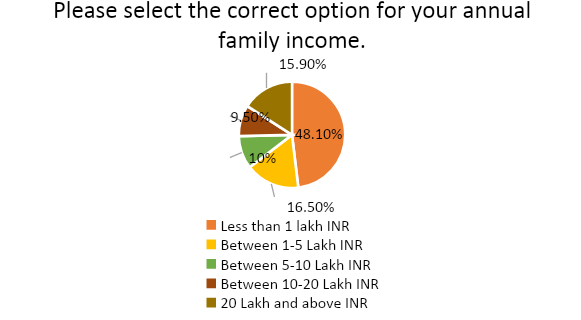 Please select the correct option for your annual
family income.
15.90%
9.50%
48.10%
10%
16.50%
Less than 1 lakh INR
Between 1-5 Lakh INR
Between 5-10 Lakh INR
Between 10-20 Lakh INR
20 Lakh and above INR